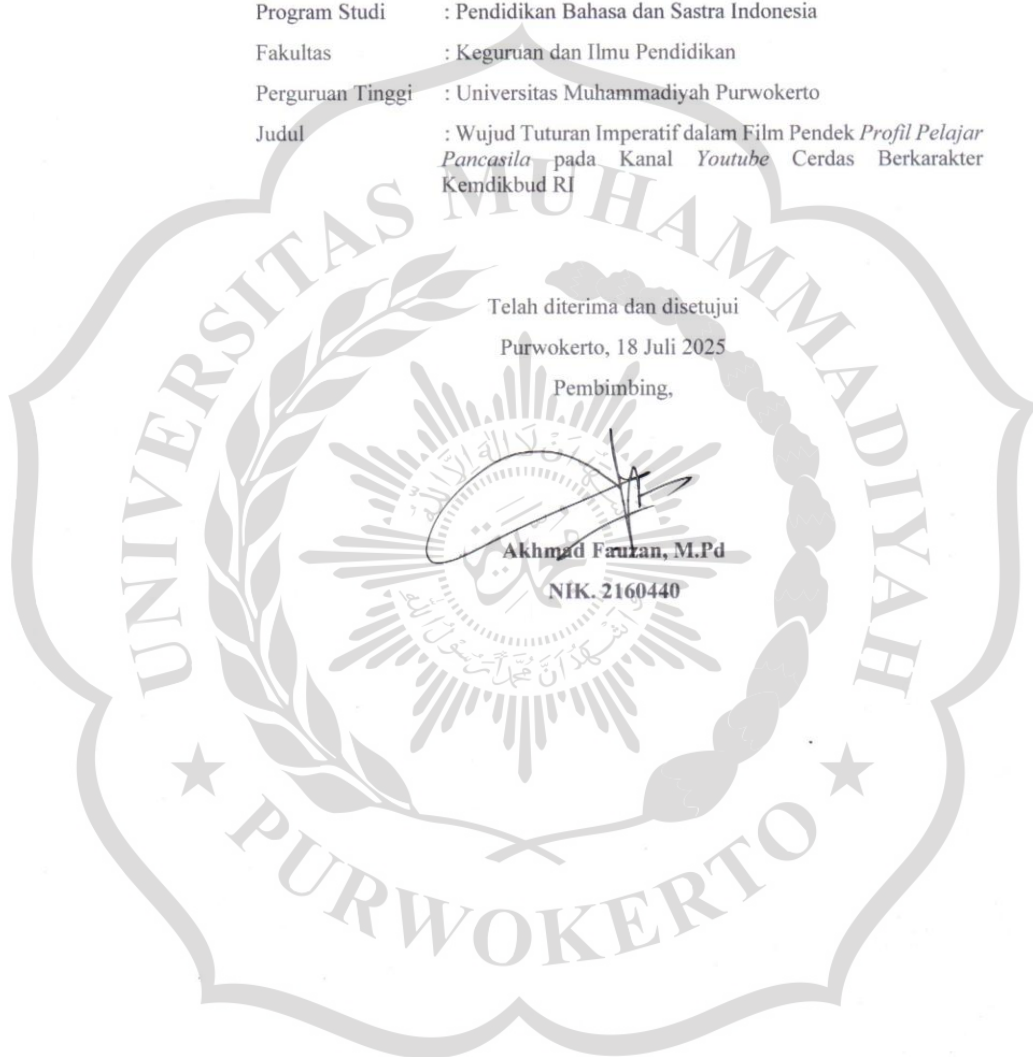 Program Studi : Pendidikan Bahasa dan Sastra Indonesia
Fakultas : Keguruan dan Ilmu Pendidikan
Perguruan Tinggi : Universitas Muhammadiyah Purwokerto
Judul : Wujud Tuturan Imperatif dalam Film Pendek Profil Pelajar
Pancasila pada Kanal Youtube Cerdas Berkarakter
Kemdikbud RI
UNIVERSITAS MUHAMMADIYAH
Telah diterima dan disetujui
Purwokerto, 18 Juli 2025
Pembimbing,
Akhmad Fauzan, M.Pd
NIK. 2160440
PURWOKERTO